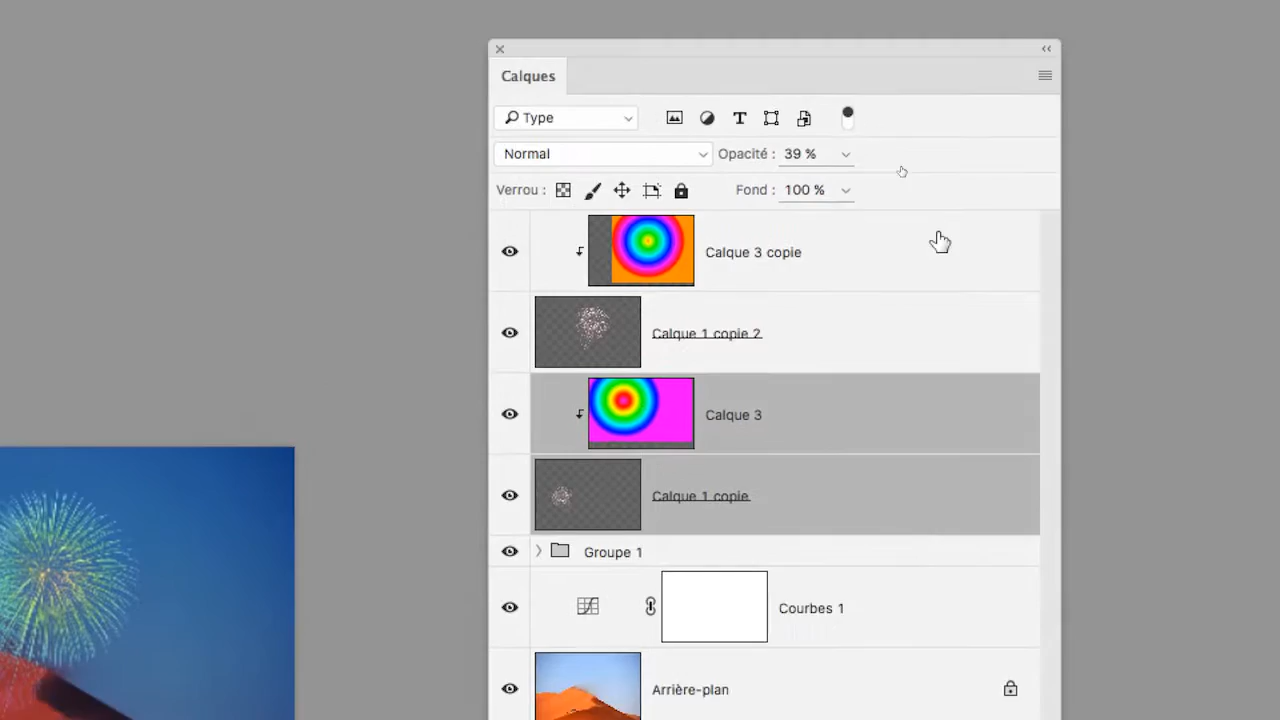 Calques
Type
Normal Opacité : 39 %
Verrou : Fond : 100 %
Calque 3 copie
Calque 1 copie 2
Calque 3
Calque 1 copie
Groupe 1
Courbes 1
Arrière-plan